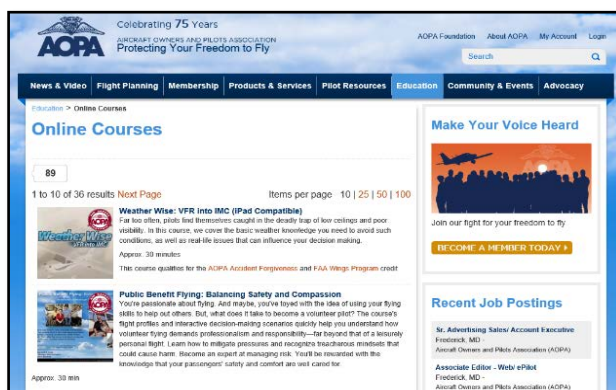 Celebrating 75 Years
AOPA
AIRCRAFT OWNERS AND PILOTS ASSOCIATION
Protecting Your Freedom to Fly
AOPA Foundation About AOPA My Account Login
Search
News & Video Flight Planning Membership Products & Services Pilot Resources Education Community & Events Advocacy
Education > Online Courses
Online Courses
89
1 to 10 of 36 results Next Page
Items per page 10 | 25 | 50 | 100
Weather Wise
VFR into IMC
Weather Wise: VFR into IMC (iPad Compatible)
Far too often, pilots find themselves caught in the deadly trap of low ceilings and poor
visibility. In this course, we cover the basic weather knowledge you need to avoid such
conditions, as well as real-life issues that can influence your decision making.
Approx. 30 minutes
This course qualifies for the AOPA Accident Forgiveness and FAA Wings Program credit
Public Benefit Flying: Balancing Safety and Compassion
You're passionate about flying. And maybe, you've toyed with the idea of using your flying
skills to help out others. But, what does it take to become a volunteer pilot? The course's
flight profiles and interactive decision-making scenarios quickly help you understand how
volunteer flying demands professionalism and responsibility—far beyond that of a leisurely
personal flight. Learn how to mitigate pressures and recognize treacherous mindsets that
could cause harm. Become an expert at managing risk. You'll be rewarded with the
knowledge that your passengers' safety and comfort are well cared for.
Approx. 30 min
Make Your Voice Heard
Join our fight for your freedom to fly
BECOME A MEMBER TODAY
Recent Job Postings
Sr. Advertising Sales/ Account Executive
Frederick, MD -
Aircraft Owners and Pilots Association (AOPA)
Associate Editor - Web/ ePilot
Frederick, MD -
Aircraft Owners and Pilots Association (AOPA)